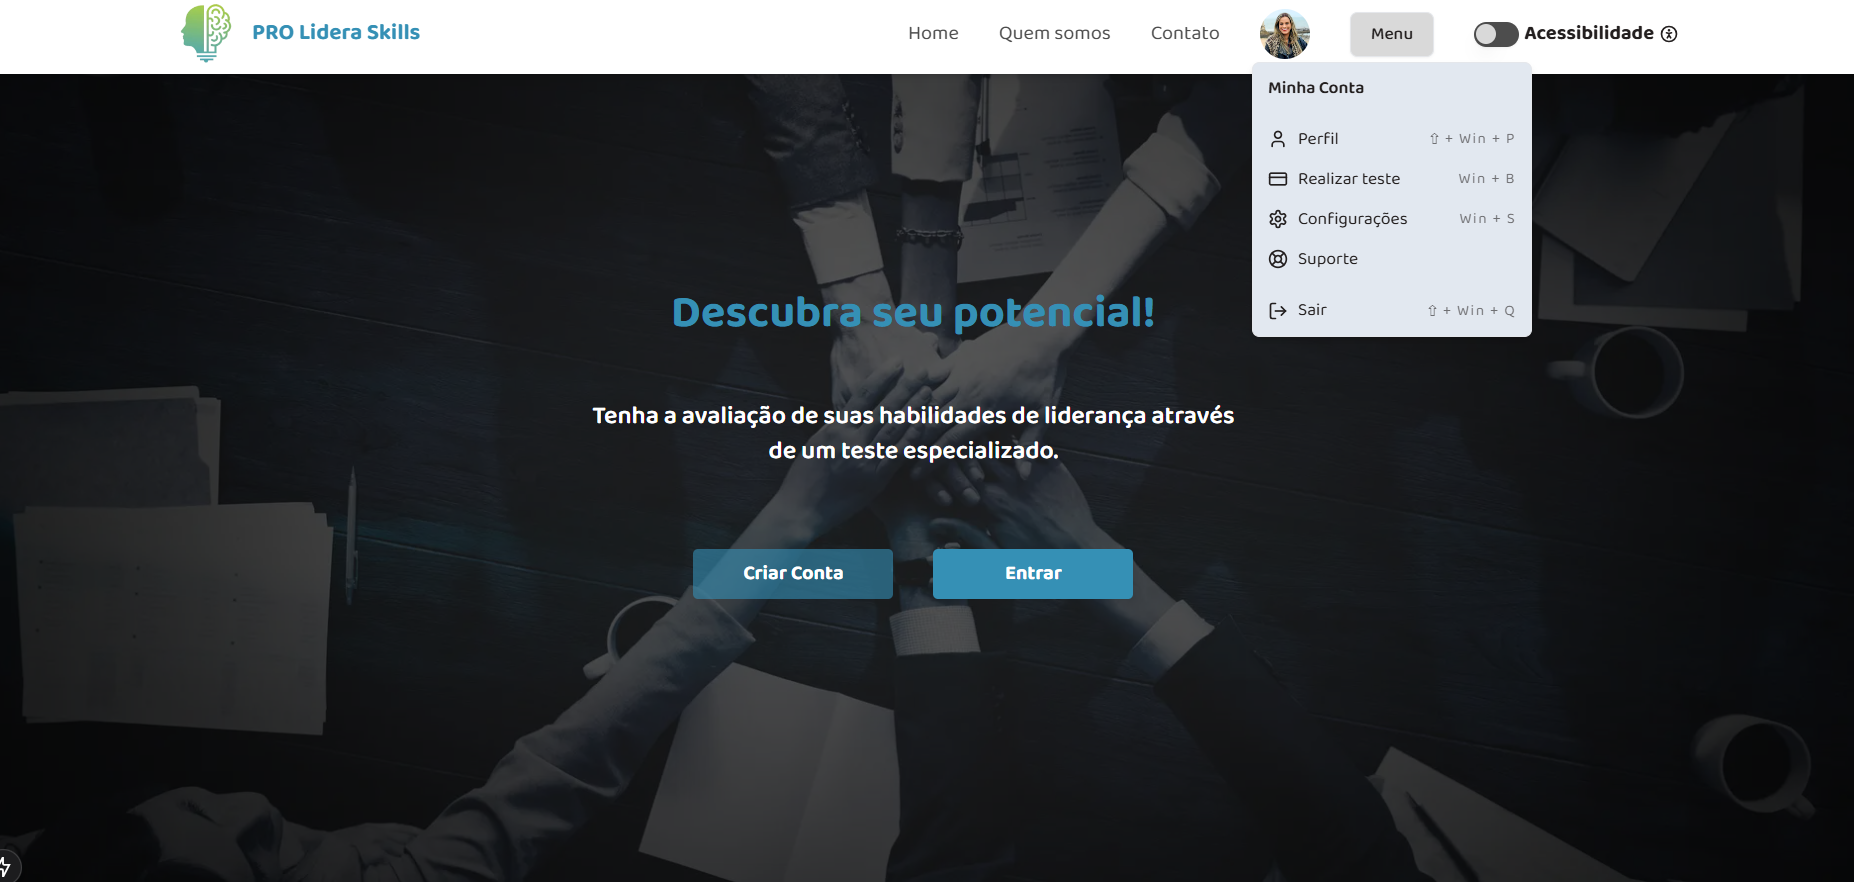 PRO Lidera Skills
Home
Quem somos
Contato
Menu
Acessibilidade
Minha Conta
Perfil ⇧ + Win + P
Realizar teste Win + B
Configurações Win + S
Suporte
Sair ⇧ + Win + Q
Descubra seu potencial!
Tenha a avaliação de suas habilidades de liderança através
de um teste especializado.
Criar Conta
Entrar